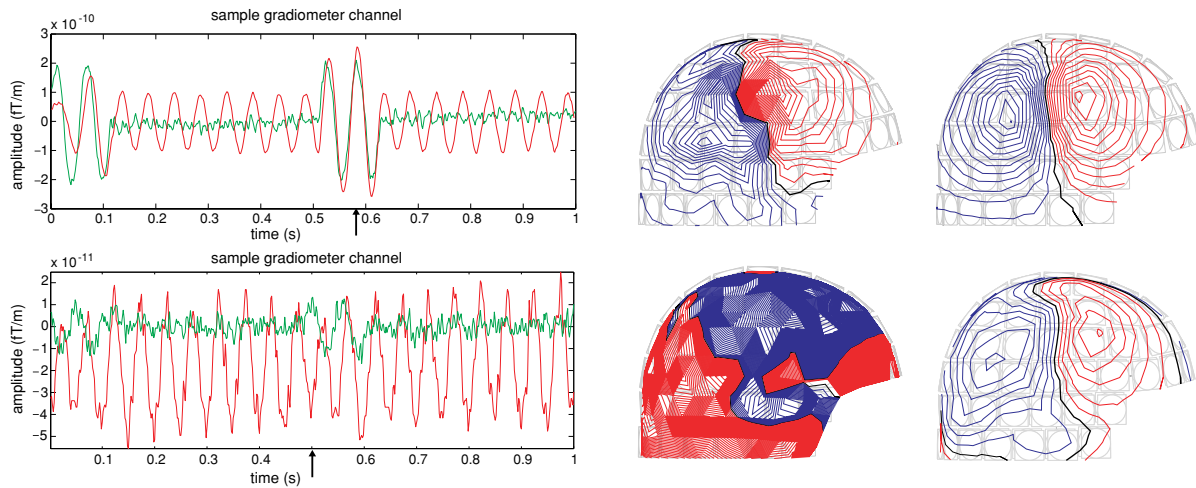 sample gradiometer channel
x 10
-10
3
2
1
0
−1
−2
−3
amplitude (fT/m)
0 0.1 0.2 0.3 0.4 0.5 0.6 0.7 0.8 0.9 1
time (s)
sample gradiometer channel
x 10
-11
2
1
0
-1
-2
-3
−4
−5
amplitude (fT/m)
0.1 0.2 0.3 0.4 0.5 0.6 0.7 0.8 0.9 1
time (s)